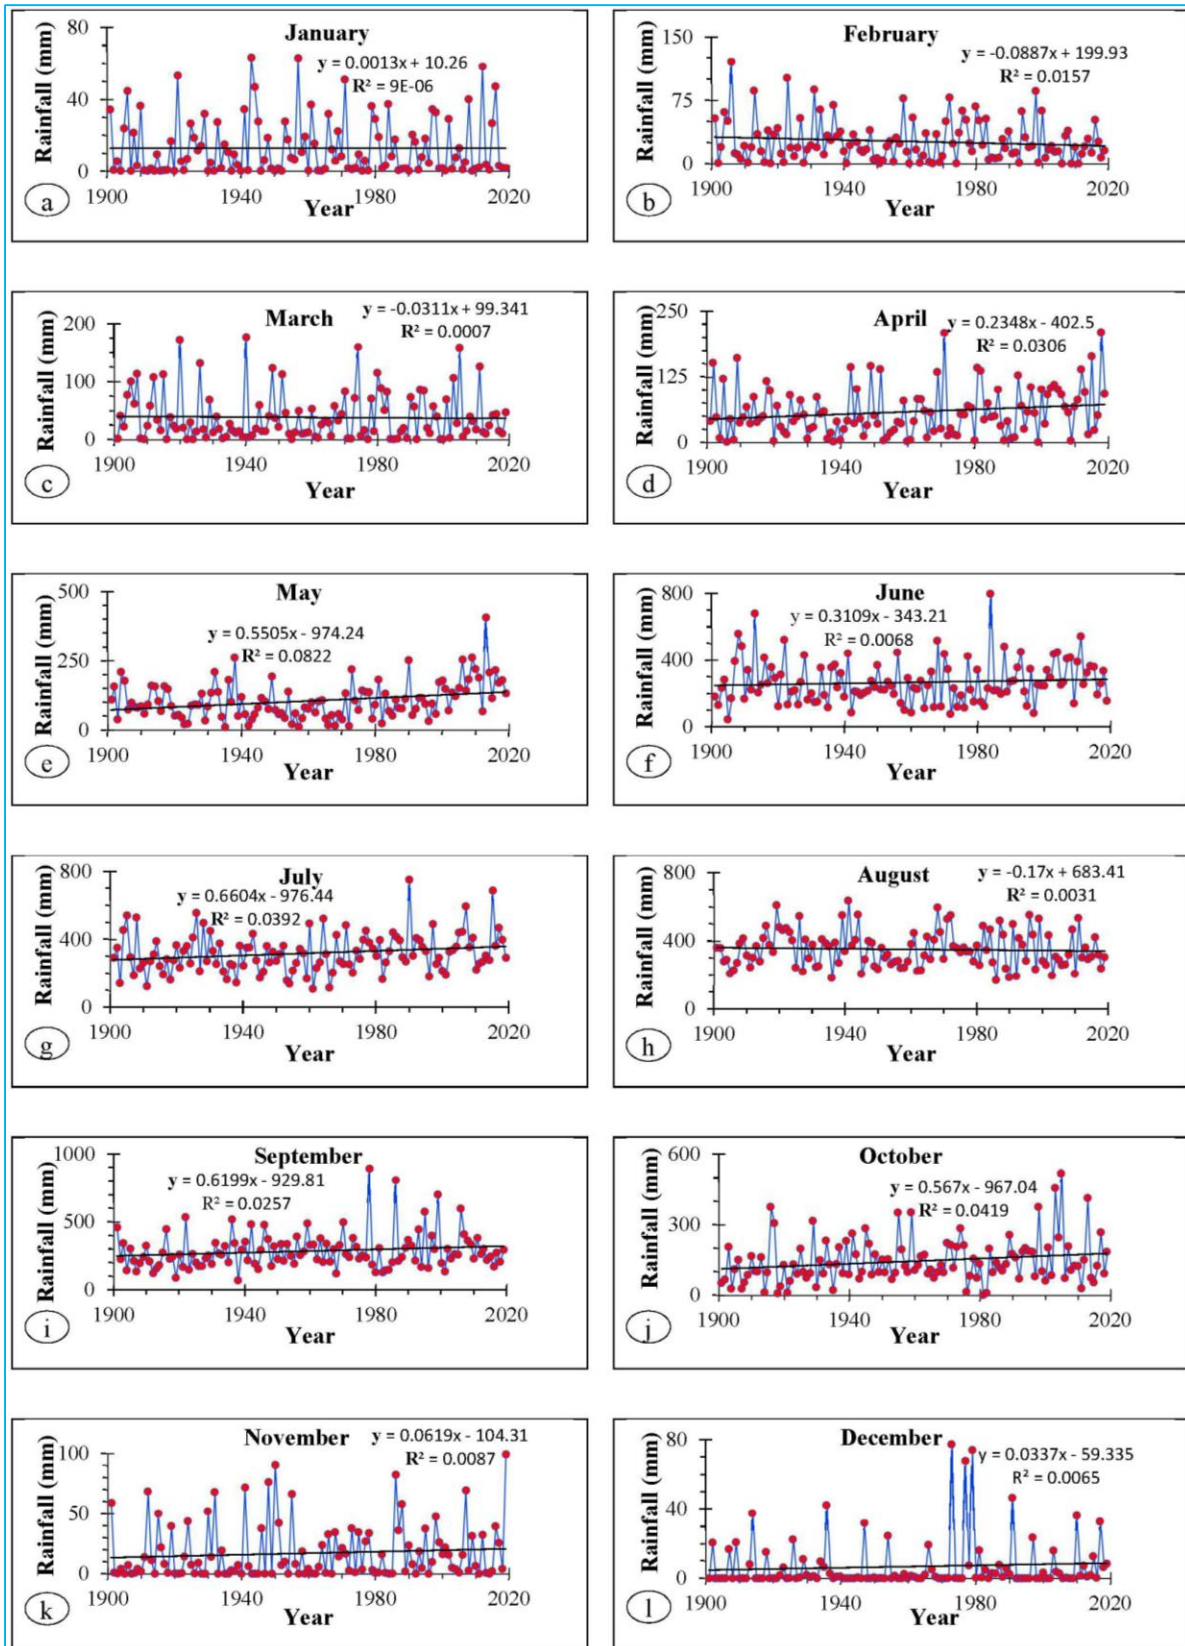 January
y = 0.0013x + 10.26
R² = 9E-06
Rainfall (mm)
80
40
0
1900 1940 1980 2020
Year
a
February
y = -0.0887x + 199.93
R² = 0.0157
Rainfall (mm)
150
75
0
1900 1940 1980 2020
Year
b
March
y = -0.0311x + 99.341
R² = 0.0007
Rainfall (mm)
200
100
0
1900 1940 1980 2020
Year
c
April
y = 0.2348x - 402.5
R² = 0.0306
Rainfall (mm)
250
125
0
1900 1940 1980 2020
Year
d
May
y = 0.5505x - 974.24
R² = 0.0822
Rainfall (mm)
500
250
0
1900 1940 1980 2020
Year
e
June
y = 0.3109x - 343.21
R² = 0.0068
Rainfall (mm)
800
400
0
1900 1940 1980 2020
Year
f
July
y = 0.6604x - 976.44
R² = 0.0392
Rainfall (mm)
800
400
0
1900 1940 1980 2020
Year
g
August
y = -0.17x + 683.41
R² = 0.0031
Rainfall (mm)
800
400
0
1900 1940 1980 2020
Year
h
September
y = 0.6199x - 929.81
R² = 0.0257
Rainfall (mm)
1000
500
0
1900 1940 1980 2020
Year
i
October
y = 0.567x - 967.04
R² = 0.0419
Rainfall (mm)
600
300
0
1900 1940 1980 2020
Year
j
November
y = 0.0619x - 104.31
R² = 0.0087
Rainfall (mm)
100
50
0
1900 1940 1980 2020
Year
k
December
y = 0.0337x - 59.335
R² = 0.0065
Rainfall (mm)
80
40
0
1900 1940 1980 2020
Year
l